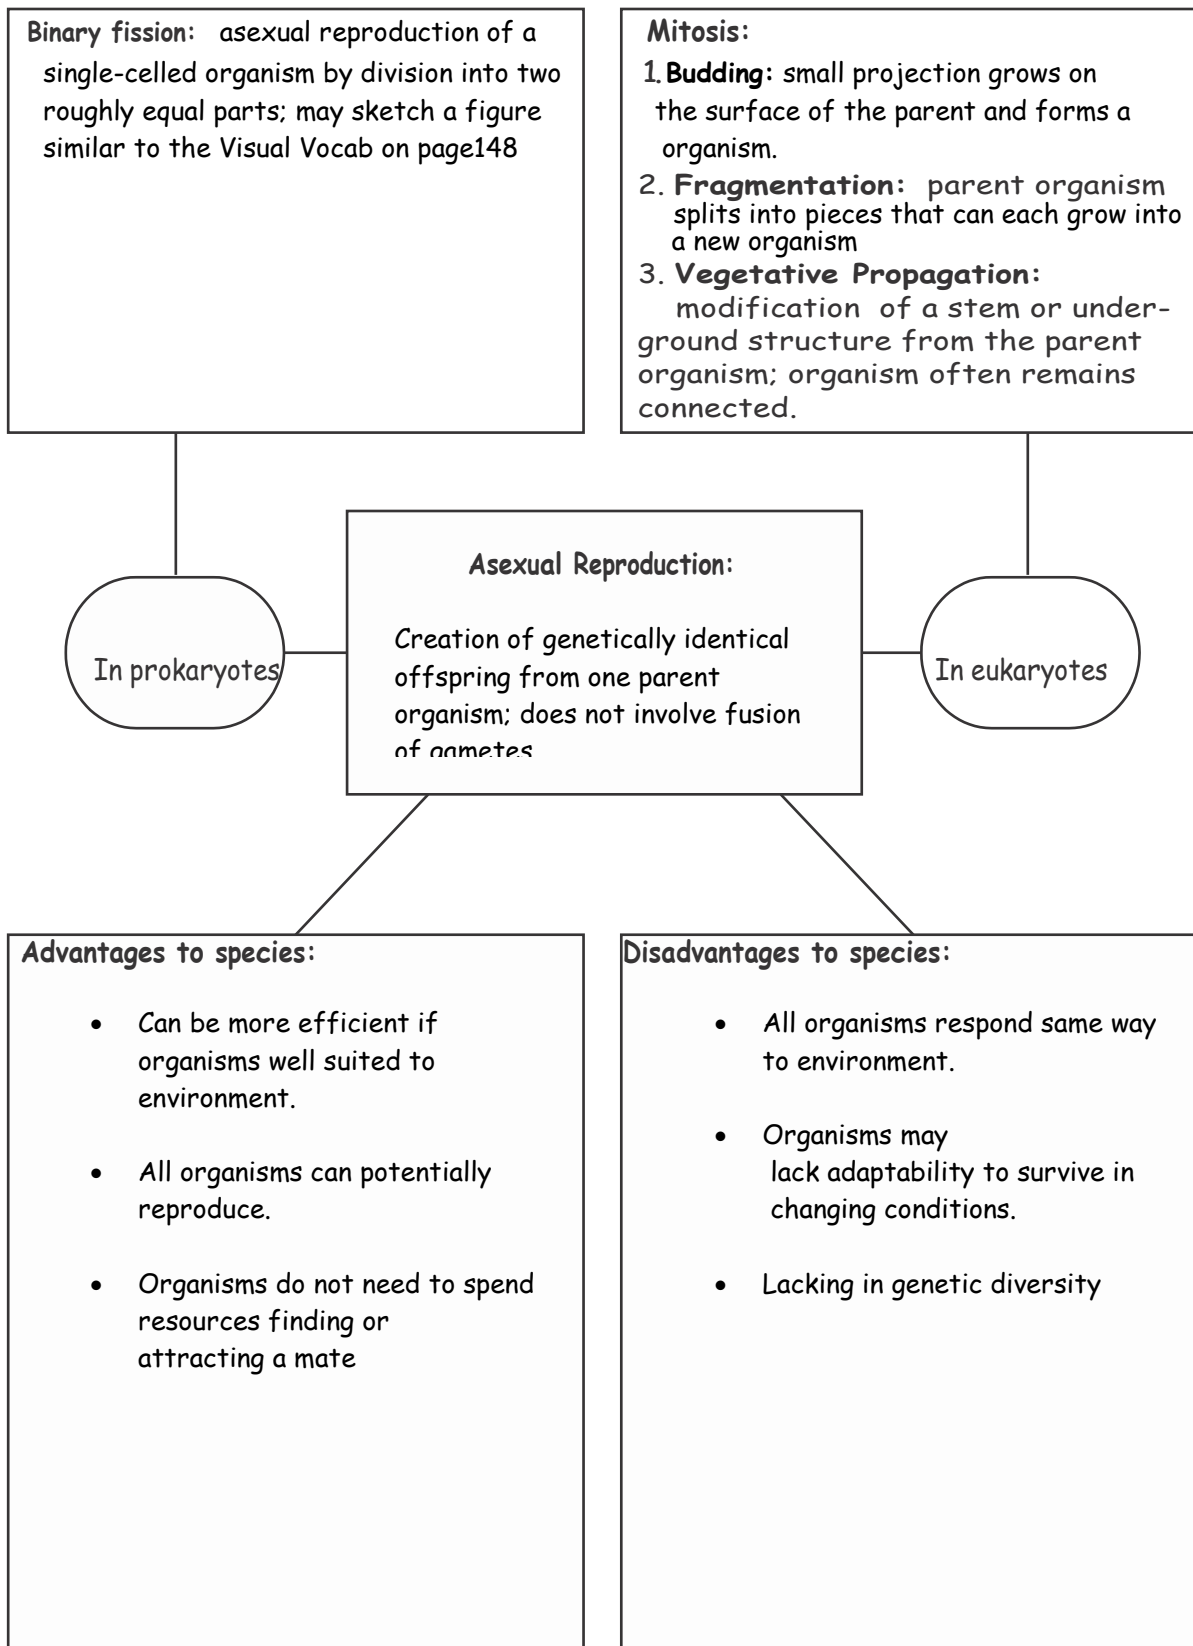 Binary fission: asexual reproduction of a
single-celled organism by division into two
roughly equal parts; may sketch a figure
similar to the Visual Vocab on page148
Mitosis:
1. Budding: small projection grows on
the surface of the parent and forms a
organism.
2. Fragmentation: parent organism
splits into pieces that can each grow into
a new organism
3. Vegetative Propagation:
modification of a stem or under-
ground structure from the parent
organism; organism often remains
connected.
Asexual Reproduction:
Creation of genetically identical
offspring from one parent
organism; does not involve fusion
of gametes
In prokaryotes
In eukaryotes
Advantages to species:
• Can be more efficient if
organisms well suited to
environment.
• All organisms can potentially
reproduce.
• Organisms do not need to spend
resources finding or
attracting a mate
Disadvantages to species:
• All organisms respond same way
to environment.
• Organisms may
lack adaptability to survive in
changing conditions.
• Lacking in genetic diversity